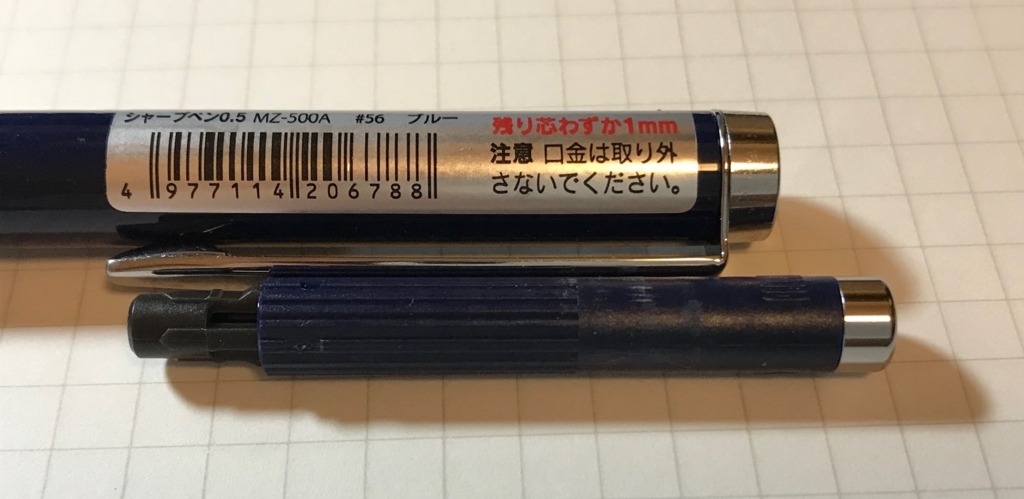 シャープペン0.5 MZ-500A #56 ブルー
4 977114 206788
残り芯わずか1mm
注意 口金は取り外
さないでください。